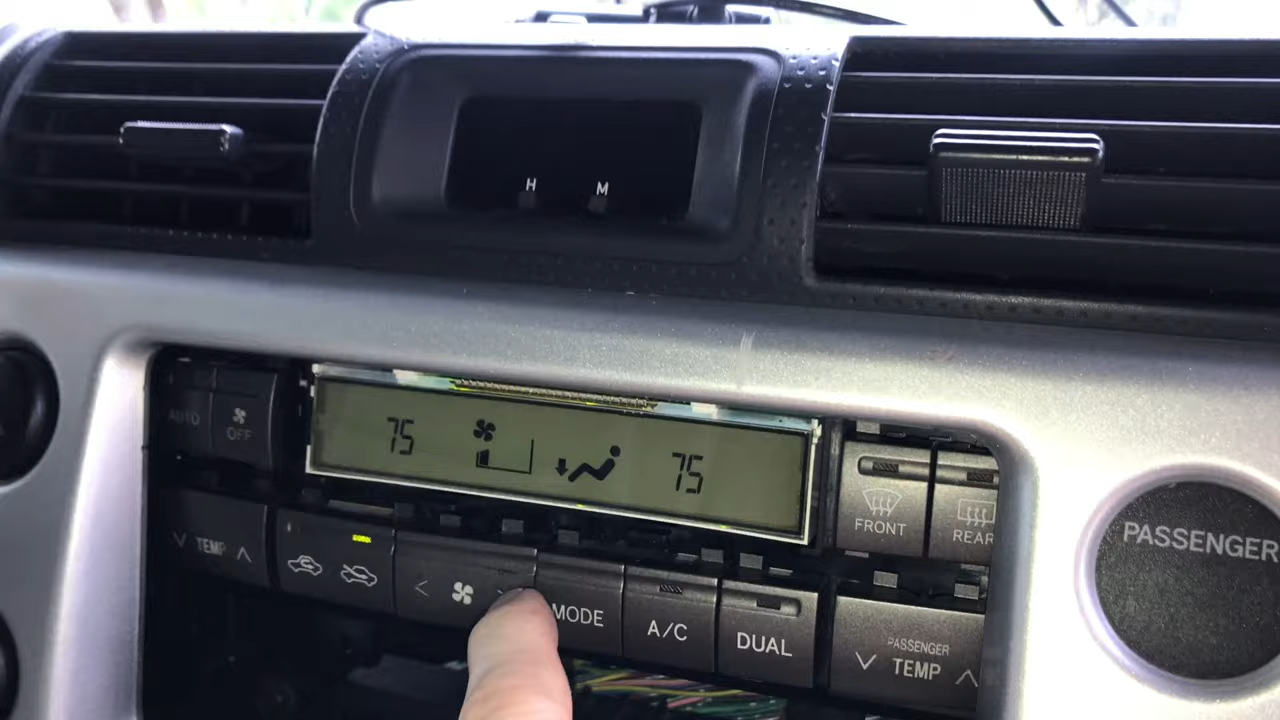 H M
75 75
AUTO OFF
FRONT REAR
PASSENGER
TEMP
MODE
A/C
DUAL
PASSENGER
TEMP